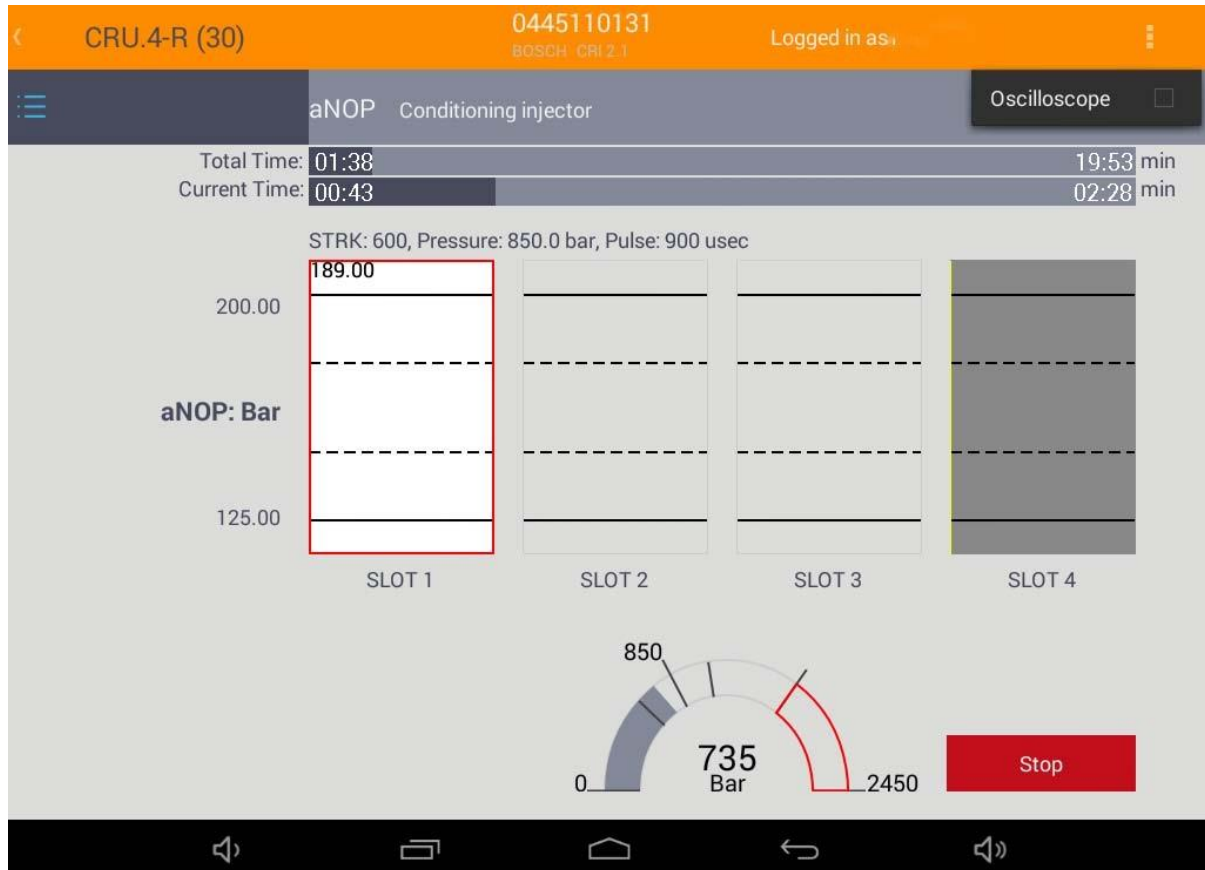 CRU.4-R (30)
0445110131
BOSCH CRI 2.1
Logged in as
aNOP Conditioning injector
Oscilloscope
Total Time: 01:38 19:53 min
Current Time: 00:43 02:28 min
STRK: 600, Pressure: 850.0 bar, Pulse: 900 usec
189.00
200.00
aNOP: Bar
125.00
SLOT 1 SLOT 2 SLOT 3 SLOT 4
850
735
Bar
0 2450
Stop